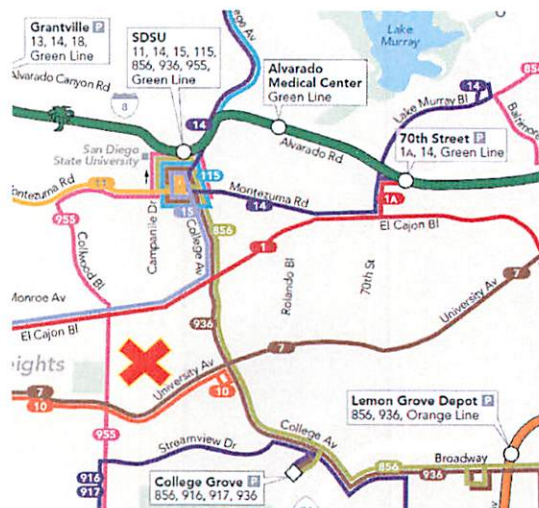 Grantville P
13, 14, 18,
Green Line
SDSU
11, 14, 15, 115,
856, 936, 955,
Green Line
ege Av
Lake
Murray
Alvarado
Medical Center
Green Line
Alvarado Canyon Rd
8
14
Lake Murray Bl
14
854
Baltimore
70th Street P
1A, 14, Green Line
San Diego
State University
Alvarado Rd
115
Montezuma Rd
11
Montezuma Rd
14
1A
El Cajon Bl
955
Collwood Bl
Campanile Dr
15
College Av
856
1
7
Monroe Av
El Cajon Bl
Rolando Bl
70th St
University Av
936
7
eights
University Av
7
10
10
955
Streamview Dr
College Av
Lemon Grove Depot P
856, 936, Orange Line
916
917
College Grove P
856, 916, 917, 936
856
936
Broadway